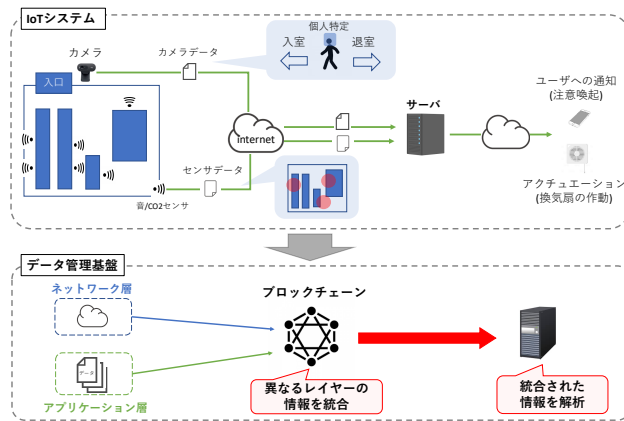 IoTシステム
個人特定
カメラ
カメラデータ
入室
退室
入口
ユーザへの通知
(注意喚起)
サーバ
internet
センサデータ
アクチュエーション
(換気扇の作動)
音/CO2センサ
データ管理基盤
ネットワーク層
ブロックチェーン
データ
異なるレイヤーの
情報を統合
統合された
情報を解析
アプリケーション層